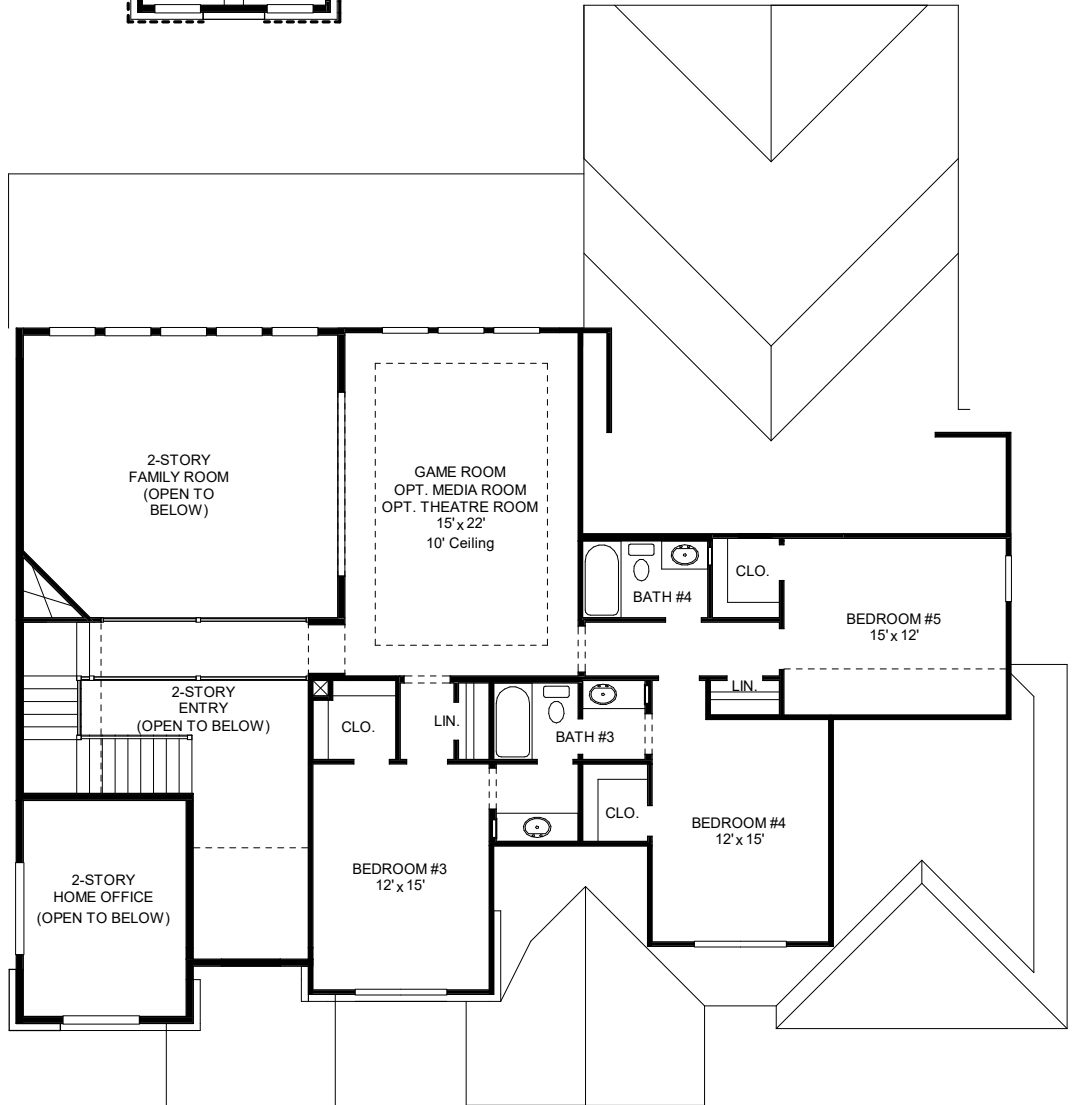 2-STORY
FAMILY ROOM
(OPEN TO
BELOW)
GAME ROOM
OPT. MEDIA ROOM
OPT. THEATRE ROOM
15' x 22'
10' Ceiling
BATH #4
CLO.
BEDROOM #5
15' x 12'
2-STORY
ENTRY
(OPEN TO BELOW)
CLO.
LIN.
BATH #3
LIN.
CLO.
BEDROOM #4
12' x 15'
BEDROOM #3
12' x 15'
2-STORY
HOME OFFICE
(OPEN TO BELOW)